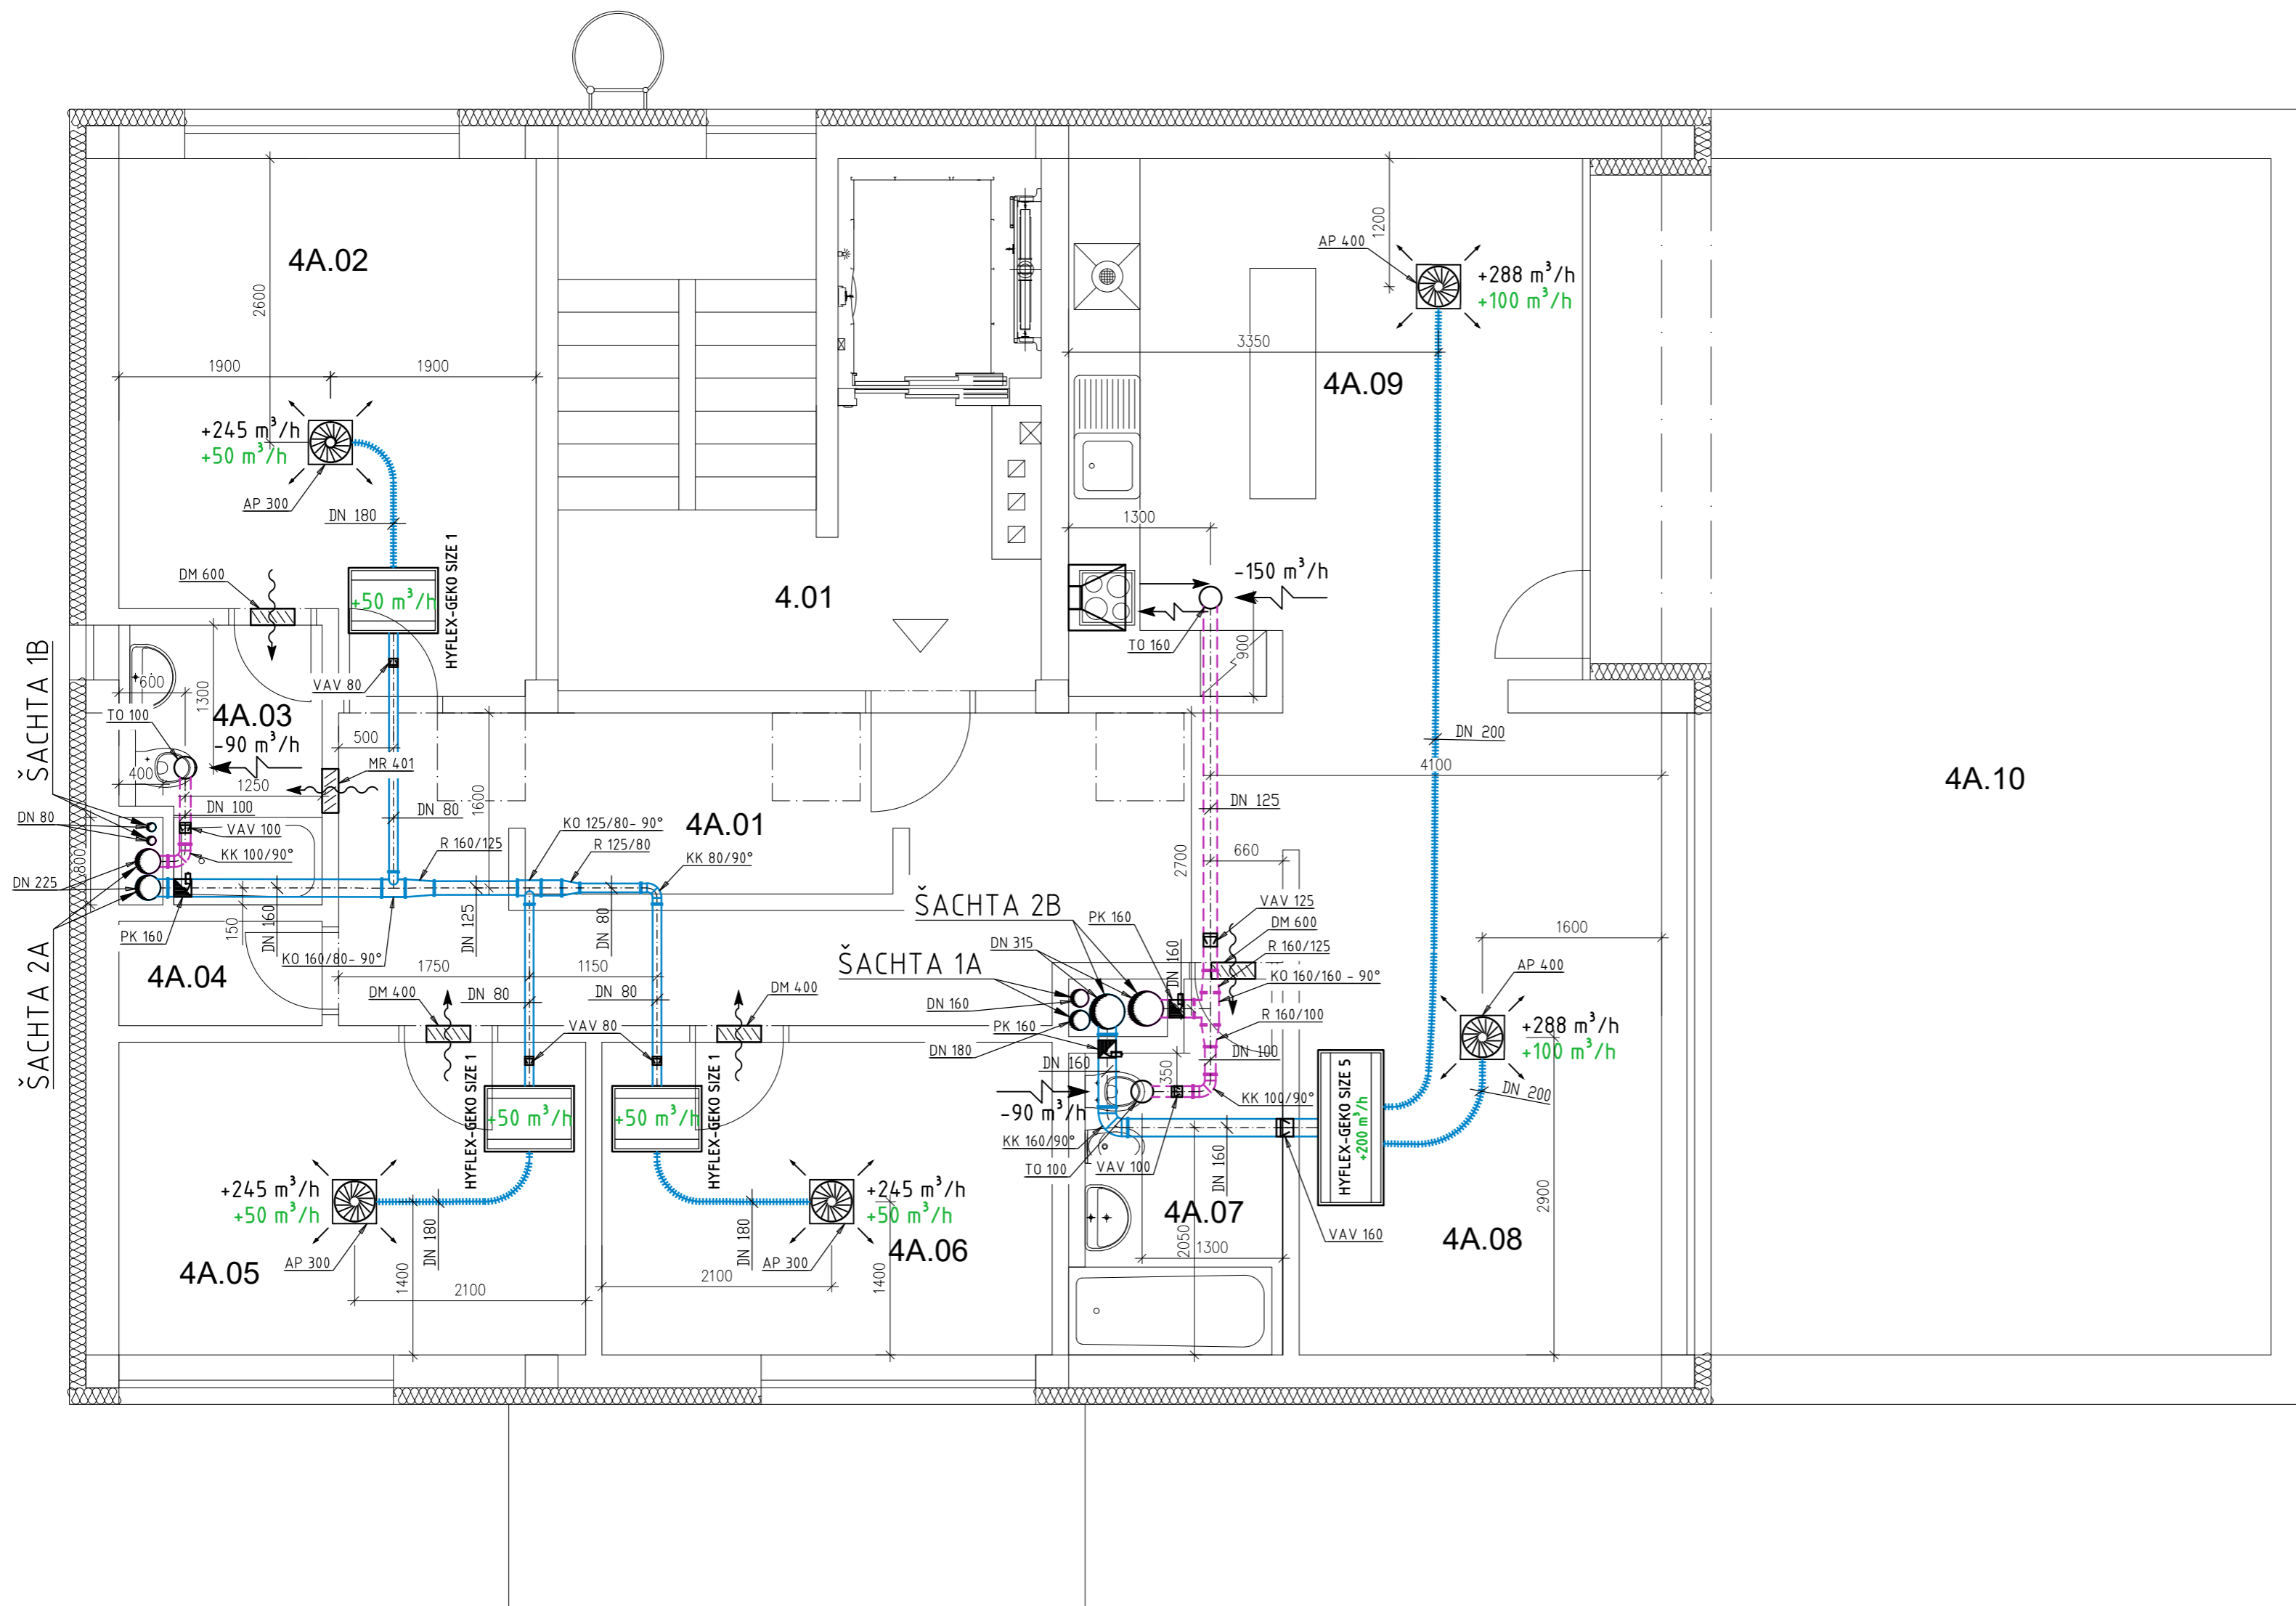 4A.02
2600
1900
1900
+245 m³/h
+50 m³/h
AP 300
DN 180
DM 600
+50 m³/h
HYFLEX-GEKO SIZE 1
VAV 80
ŠACHTA 1B
600
1300
TO 100
4A.03
-90 m³/h
400
1250
500
MR 401
DN 100
DN 80
VAV 100
KK 100/90°
800
DN 225
DN 80
1600
R 160/125
KO 125/80- 90°
R 125/80
KK 80/90°
4A.01
PK 160
150
DN 160
KO 160/80- 90°
DN 125
DN 80
ŠACHTA 2A
4A.04
1750
1150
DM 400
DN 80
DN 80
DM 400
VAV 80
HYFLEX-GEKO SIZE 1
+50 m³/h
+50 m³/h
HYFLEX-GEKO SIZE 1
+245 m³/h
+50 m³/h
AP 300
4A.05
DN 180
1400
2100
DN 180
2100
AP 300
+245 m³/h
+50 m³/h
4A.06
1400
4.01
AP 400
1200
+288 m³/h
+100 m³/h
3350
4A.09
1300
-150 m³/h
TO 160
900
DN 200
4100
DN 125
2700
660
4A.10
ŠACHTA 2B
PK 160
VAV 125
DM 600
R 160/125
KO 160/160 - 90°
DN 315
DN 160
ŠACHTA 1A
DN 160
PK 160
DN 180
R 160/100
DN 100
350
DN 160
-90 m³/h
KK 160/90°
TO 100
VAV 100
KK 100/90°
DN 160
4A.07
2050
1300
HYFLEX-GEKO SIZE 5
+200 m³/h
VAV 160
1600
AP 400
+288 m³/h
+100 m³/h
DN 200
2900
4A.08